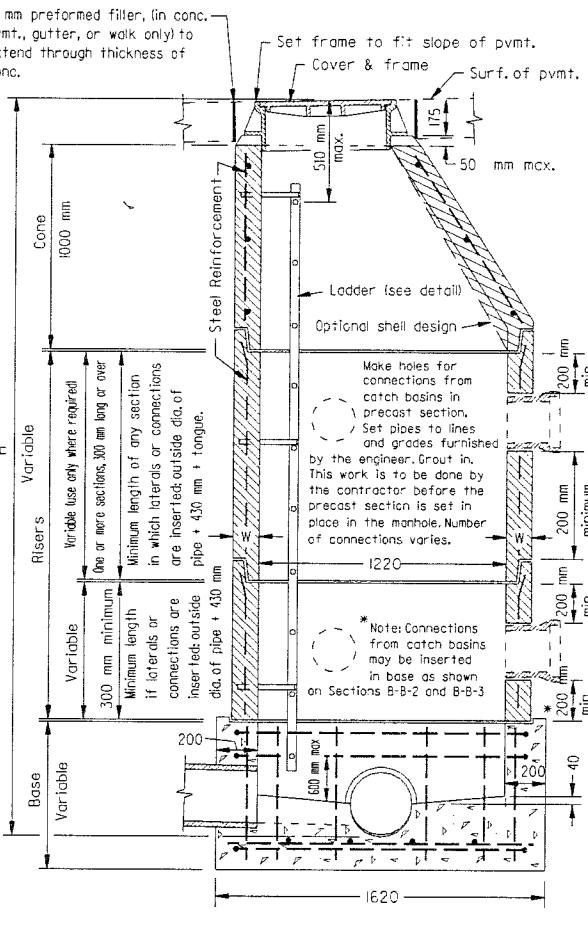 mm preformed filler, (in conc.
vmt., gutter, or walk only) to
xtend through thickness of
onc.
Set frame to fit slope of pvmt.
Cover & frame
Surf. of pvmt.
175
50 mm max.
510 mm
max.
Cone
1000 mm
Steel Reinforcement
Ladder (see detail)
Optional shell design
Make holes for
connections from
catch basins in
precast section.
Set pipes to lines
and grades furnished
by the engineer. Grout in.
This work is to be done by
the contractor before the
precast section is set in
place in the manhole. Number
of connections varies.
200 mm
min.
200 mm
minimum
W
W
1220
H
Risers
Variable
Variable (use only where required)
One or more sections, 300 mm long or over
Minimum length of any section
in which laterals or connections
are inserted: outside dia. of
pipe + 430 mm + tongue.
Variable
300 mm minimum
Minimum length
if laterals or
connections are
inserted: outside
dia. of pipe + 430 mm
*
Note: Connections
from catch basins
may be inserted
in base as shown
on Sections B-B-2 and B-B-3
200 mm
min.
200 mm
min.
*
Base
Variable
200
600 mm max
200
40
1620